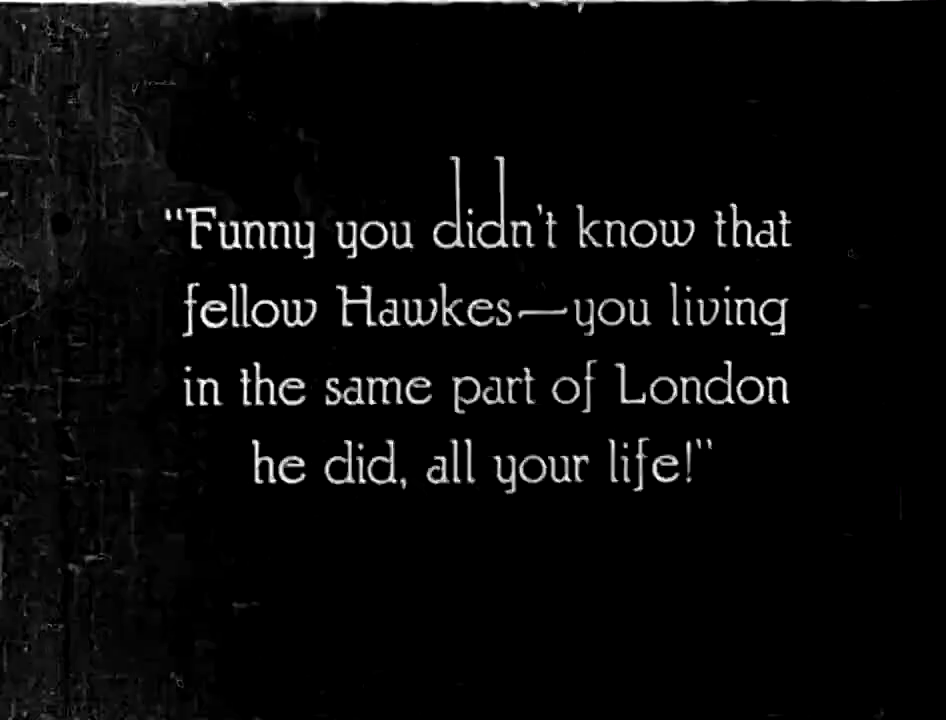 "Funny you didn't know that
fellow Hawkes—you living
in the same part of London
he did, all your life!"